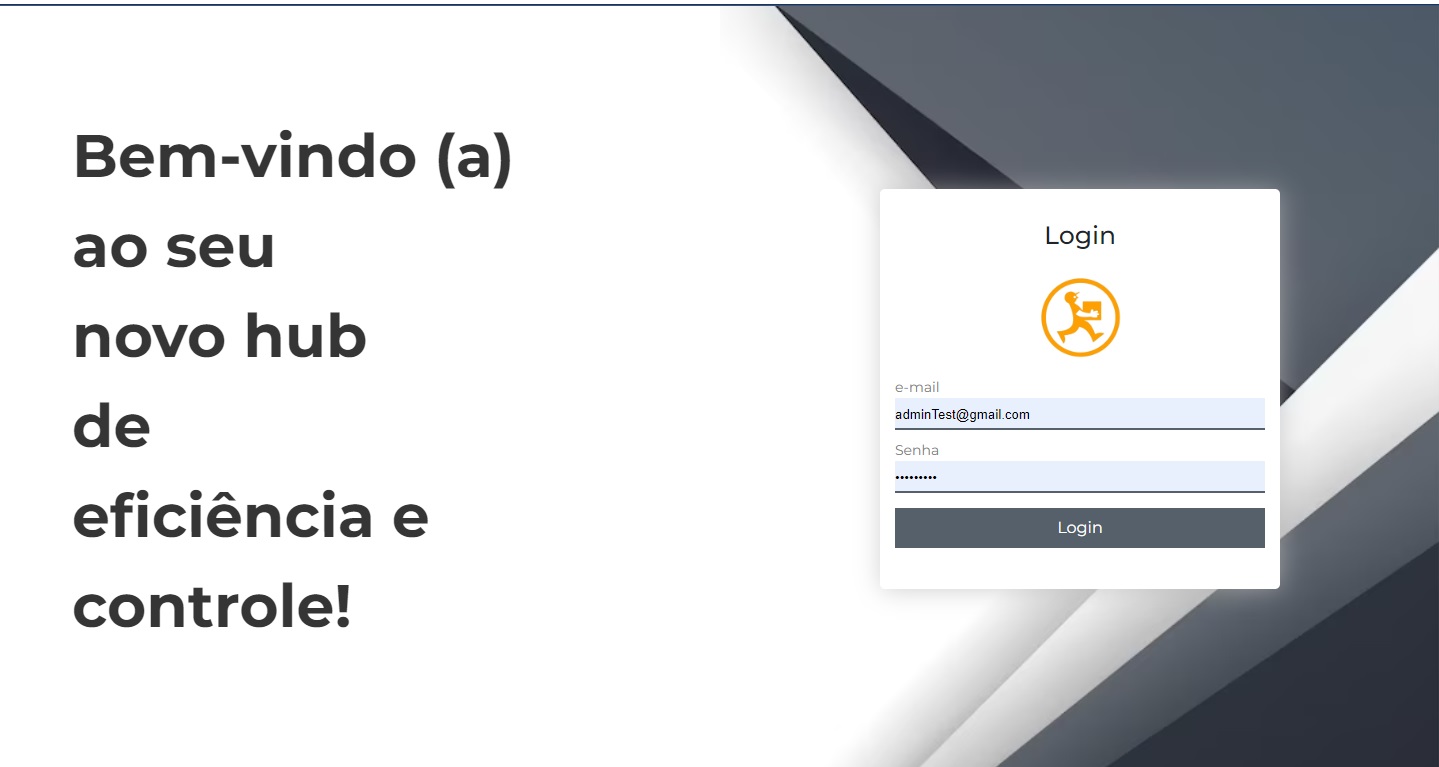 Bem-vindo (a)
ao seu
novo hub
de
eficiência e
controle!
Login
e-mail
adminTest@gmail.com
Senha
•••••••••
Login